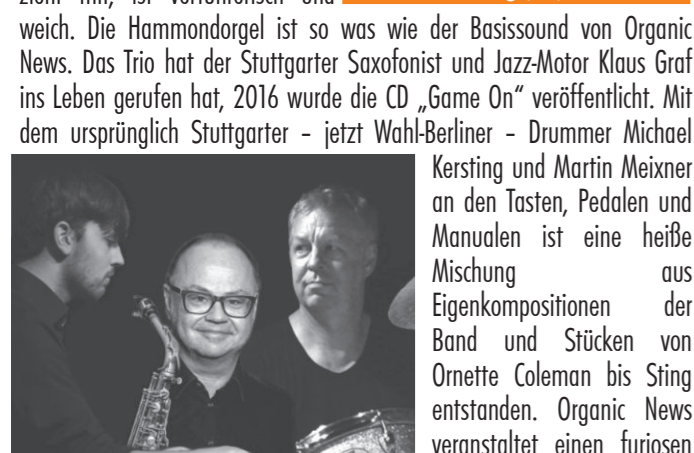 ist verführerisch und
weich. Die Hammondorgel ist so was wie der Basissound von Organic
News. Das Trio hat der Stuttgarter Saxofonist und Jazz-Motor Klaus Graf
ins Leben gerufen hat, 2016 wurde die CD „Game On“ veröffentlicht. Mit
dem ursprünglich Stuttgarter – jetzt Wahl-Berliner – Drummer Michael
Kersting und Martin Meixner
an den Tasten, Pedalen und
Manualen ist eine heiße
Mischung aus
Eigenkompositionen der
Band und Stücken von
Ornette Coleman bis Sting
entstanden. Organic News
veranstaltet einen furiosen